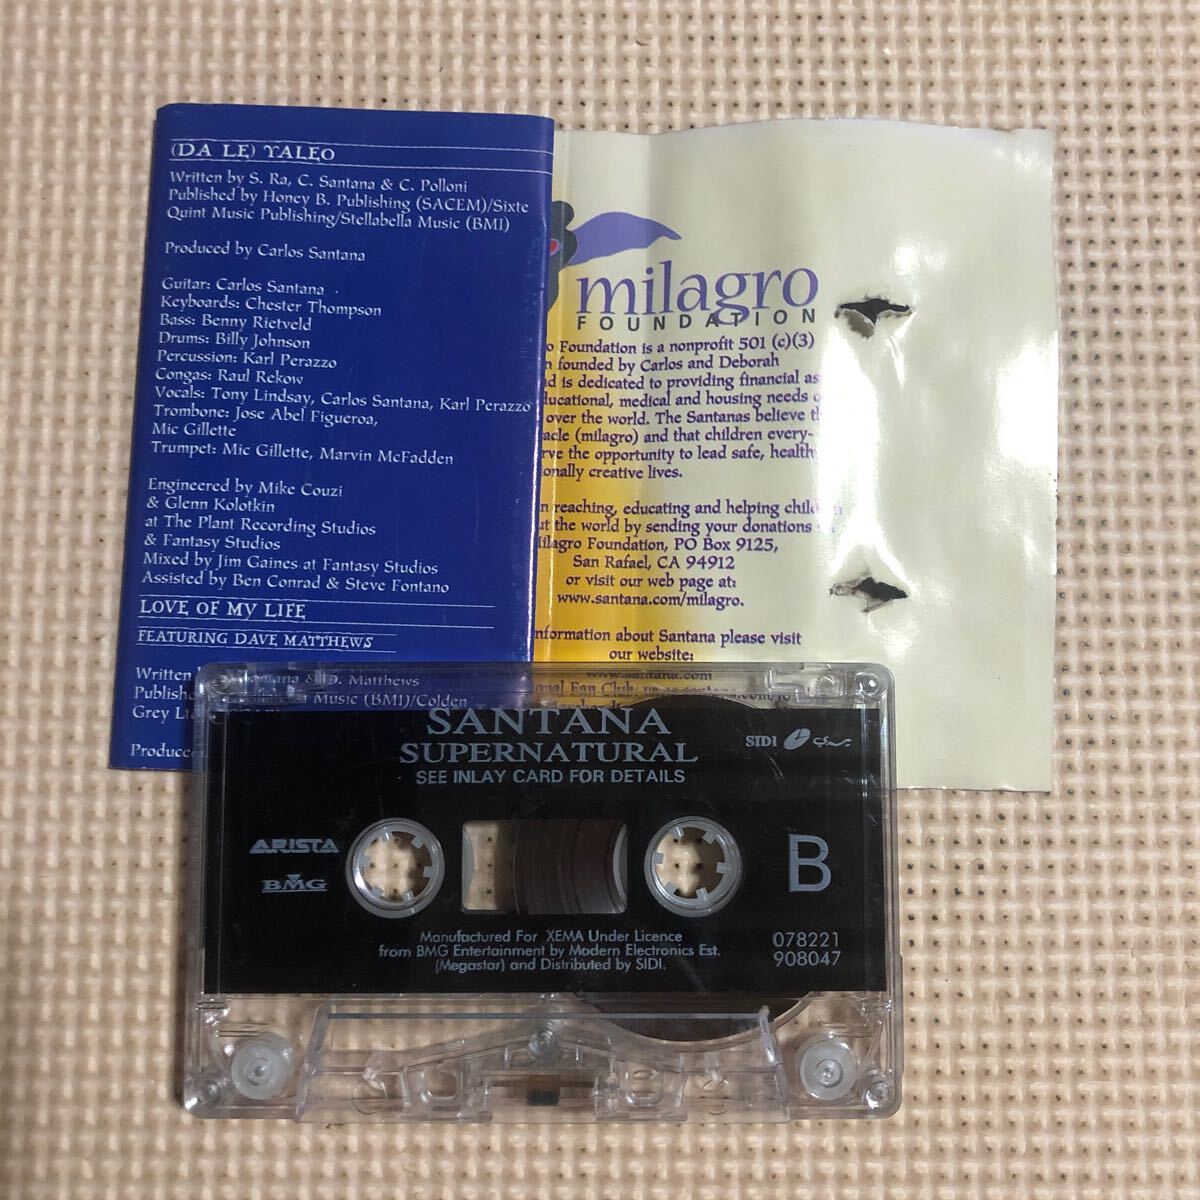 (DA LE) YALEO
Written by S. Ra, C. Santana & C. Polloni
Published by Honey B. Publishing (SACEM)/Sixte
Quint Music Publishing/Stellabella Music (BMI)
Produced by Carlos Santana
Guitar: Carlos Santana
Keyboards: Chester Thompson
Bass: Benny Rietveld
Drums: Billy Johnson
Percussion: Karl Perazzo
Congas: Raul Rekow
Vocals: Tony Lindsay, Carlos Santana, Karl Perazzo
Trombone: Jose Abel Figueroa,
Mic Gillette
Trumpet: Mic Gillette, Marvin McFadden
Engineered by Mike Couzi
& Glenn Kolotkin
at The Plant Recording Studios
& Fantasy Studios
Mixed by Jim Gaines at Fantasy Studios
Assisted by Ben Conrad & Steve Fontano
LOVE OF MY LIFE
FEATURING DAVE MATTHEWS
Written & D. Matthews
Music (BMI)/Colden
Grey
milagro
FOUNDATION
Foundation is a nonprofit 501 (c)(3)
founded by Carlos and Deborah
is dedicated to providing financial
medical and housing needs
over the world. The Santanas believe
(milagro) and that children every-
the opportunity to lead safe,
creative lives.
reaching, educating and helping
the world by sending your donations
Foundation, PO Box 9125,
San Rafael, CA 94912
or visit our web page at:
www.santana.com/milagro.
information about Santana please visit
our website:
www.santana.com
Fan Club:
SANTANA
SUPERNATURAL
SEE INLAY CARD FOR DETAILS
SIDI
ARISTA
BMG
B
Manufactured For XEMA Under Licence
from BMG Entertainment by Modern Electronics Est.
(Megastar) and Distributed by SIDI.
078221
908047